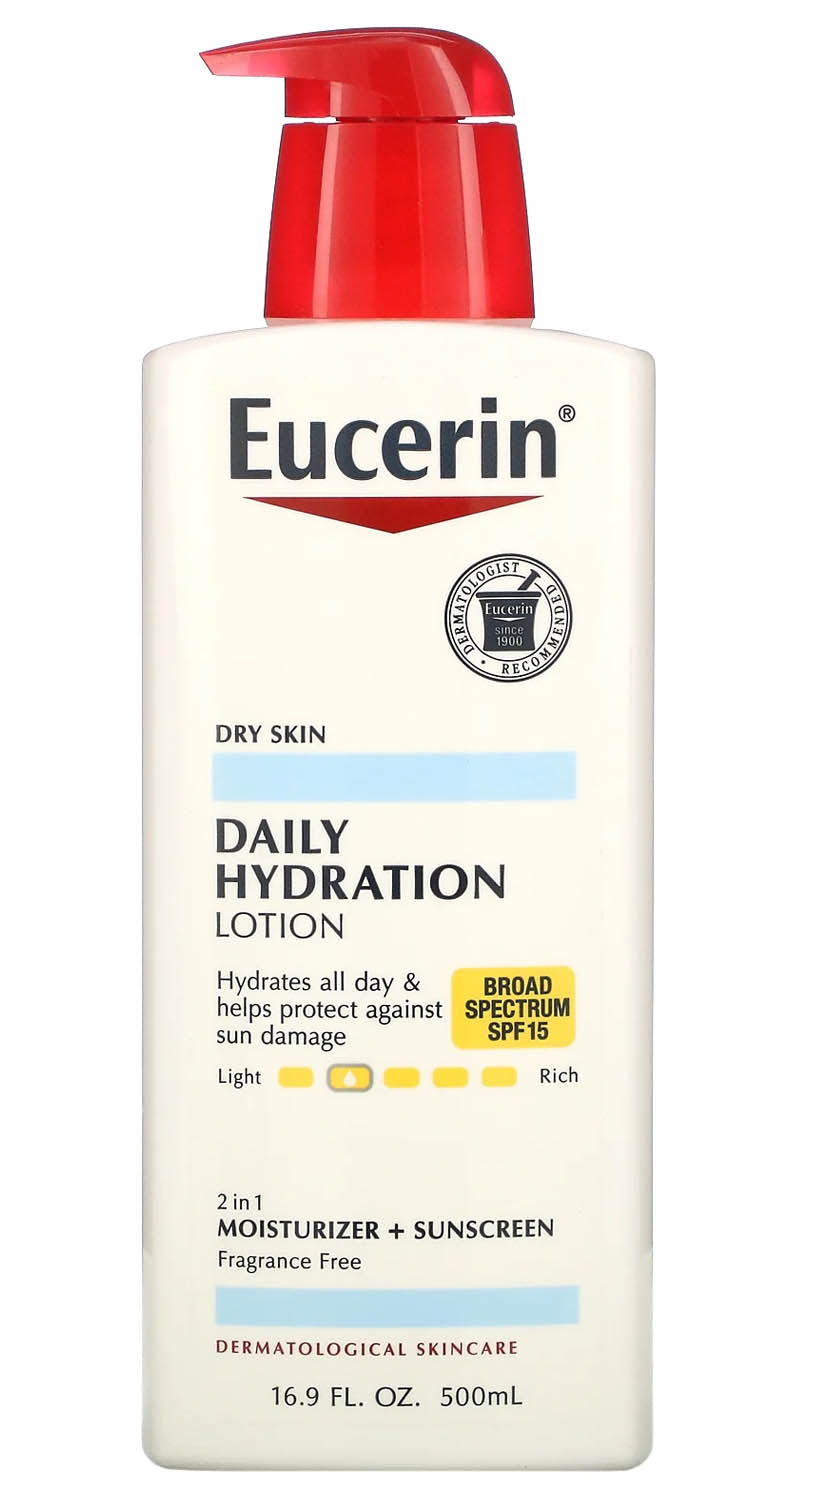 Eucerin®
DERMATOLOGIST RECOMMENDED
Eucerin
since
1900
DRY SKIN
DAILY
HYDRATION
LOTION
Hydrates all day &
helps protect against
sun damage
BROAD
SPECTRUM
SPF15
Light Rich
2 in 1
MOISTURIZER + SUNSCREEN
Fragrance Free
DERMATOLOGICAL SKINCARE
16.9 FL. OZ. 500mL